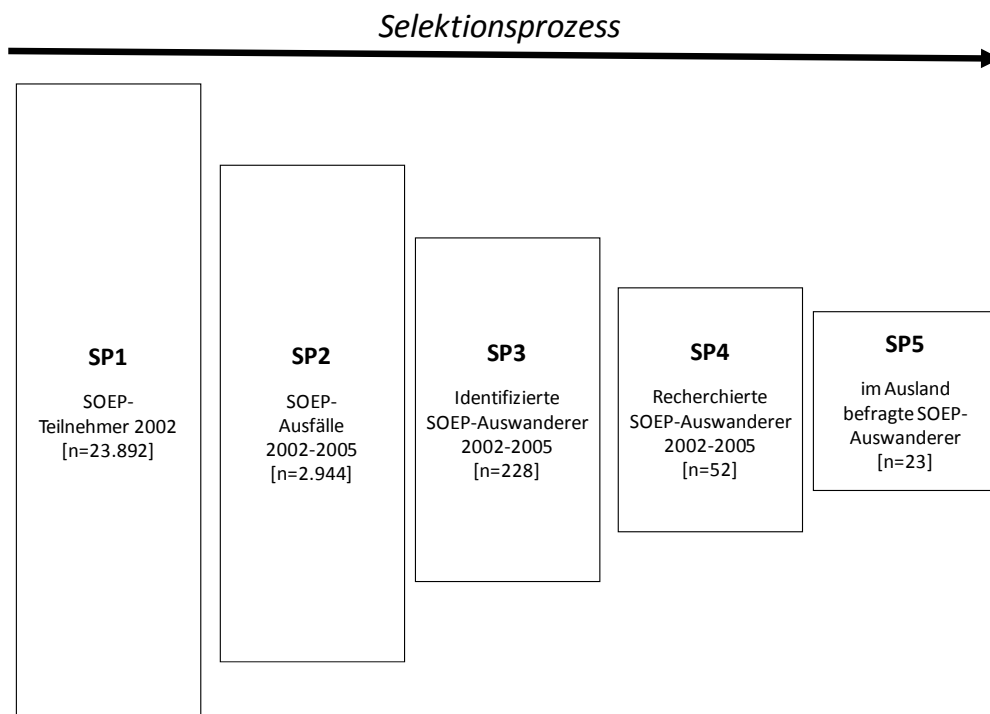 Selektionsprozess
SP1
SOEP-
Teilnehmer 2002
[n=23.892]
SP2
SOEP-
Ausfälle
2002-2005
[n=2.944]
SP3
Identifizierte
SOEP-Auswanderer
2002-2005
[n=228]
SP4
Recherchierte
SOEP-Auswanderer
2002-2005
[n=52]
SP5
im Ausland
befragte SOEP-
Auswanderer
[n=23]